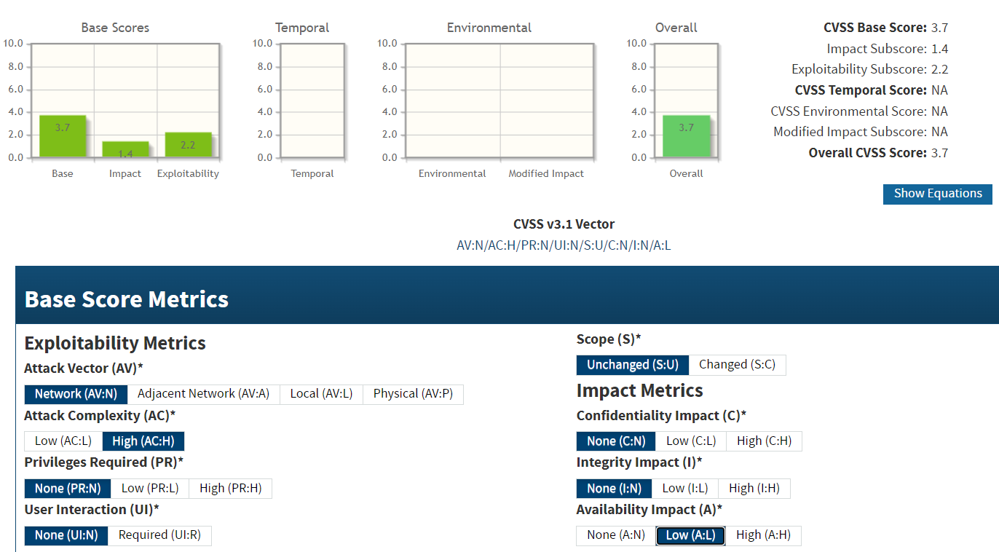 Base Scores
10.0
8.0
6.0
4.0
2.0
0.0
3.7
1.4
2.2
Base Impact Exploitability
Temporal
10.0
8.0
6.0
4.0
2.0
0.0
Temporal
Environmental
10.0
8.0
6.0
4.0
2.0
0.0
Environmental Modified Impact
Overall
10.0
8.0
6.0
4.0
2.0
0.0
3.7
Overall
CVSS Base Score: 3.7
Impact Subscore: 1.4
Exploitability Subscore: 2.2
CVSS Temporal Score: NA
CVSS Environmental Score: NA
Modified Impact Subscore: NA
Overall CVSS Score: 3.7
Show Equations
CVSS v3.1 Vector
AV:N/AC:H/PR:N/UI:N/S:U/C:N/I:N/A:L
Base Score Metrics
Exploitability Metrics
Attack Vector (AV)*
Network (AV:N) Adjacent Network (AV:A) Local (AV:L) Physical (AV:P)
Attack Complexity (AC)*
Low (AC:L) High (AC:H)
Privileges Required (PR)*
None (PR:N) Low (PR:L) High (PR:H)
User Interaction (UI)*
None (UI:N) Required (UI:R)
Scope (S)*
Unchanged (S:U) Changed (S:C)
Impact Metrics
Confidentiality Impact (C)*
None (C:N) Low (C:L) High (C:H)
Integrity Impact (I)*
None (I:N) Low (I:L) High (I:H)
Availability Impact (A)*
None (A:N) Low (A:L) High (A:H)